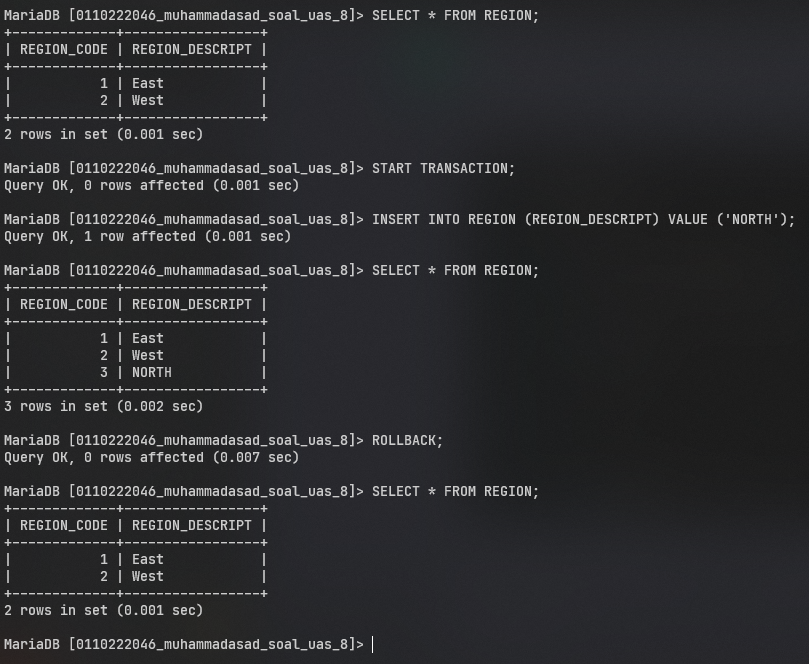 MariaDB [0110222046_muhammadasad_soal_uas_8]> SELECT * FROM REGION;
+-------------+-----------------+
| REGION_CODE | REGION_DESCRIPT |
+-------------+-----------------+
|           1 | East            |
|           2 | West            |
+-------------+-----------------+
2 rows in set (0.001 sec)

MariaDB [0110222046_muhammadasad_soal_uas_8]> START TRANSACTION;
Query OK, 0 rows affected (0.001 sec)

MariaDB [0110222046_muhammadasad_soal_uas_8]> INSERT INTO REGION (REGION_DESCRIPT) VALUE ('NORTH');
Query OK, 1 row affected (0.001 sec)

MariaDB [0110222046_muhammadasad_soal_uas_8]> SELECT * FROM REGION;
+-------------+-----------------+
| REGION_CODE | REGION_DESCRIPT |
+-------------+-----------------+
|           1 | East            |
|           2 | West            |
|           3 | NORTH           |
+-------------+-----------------+
3 rows in set (0.002 sec)

MariaDB [0110222046_muhammadasad_soal_uas_8]> ROLLBACK;
Query OK, 0 rows affected (0.007 sec)

MariaDB [0110222046_muhammadasad_soal_uas_8]> SELECT * FROM REGION;
+-------------+-----------------+
| REGION_CODE | REGION_DESCRIPT |
+-------------+-----------------+
|           1 | East            |
|           2 | West            |
+-------------+-----------------+
2 rows in set (0.001 sec)

MariaDB [0110222046_muhammadasad_soal_uas_8]>